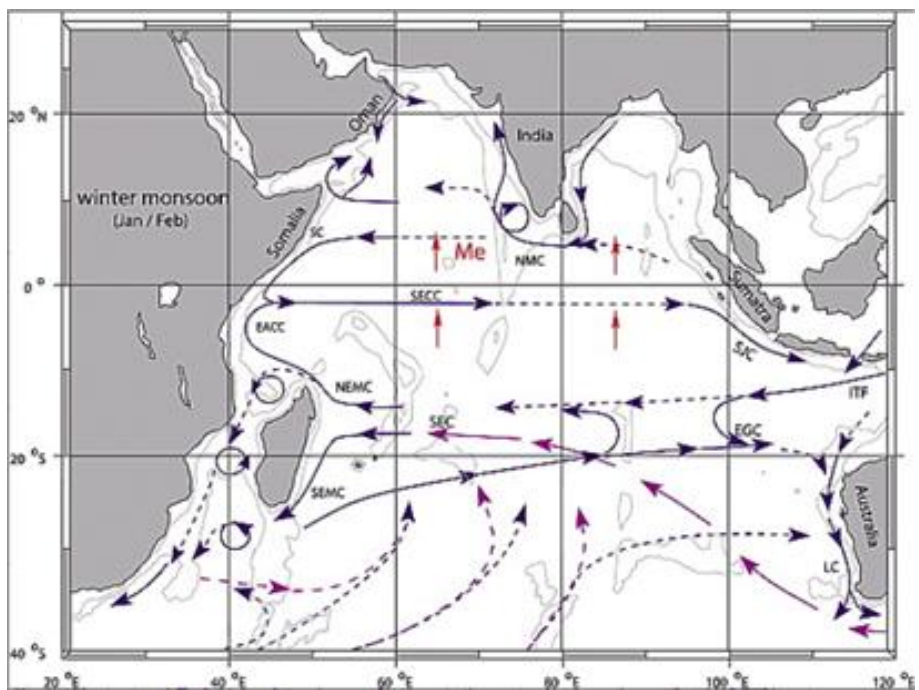 20 °N
Oman
India
winter monsoon
(Jan / Feb)
Somalia
SC
Me
NMC
0 °
Sumatra
SECC
EACC
SJC
NEMC
ITF
SEC
EGC
20 °S
SEMC
Australia
LC
40 °S
20 °E
40 °E
60 °E
80 °E
100 °E
120 °E